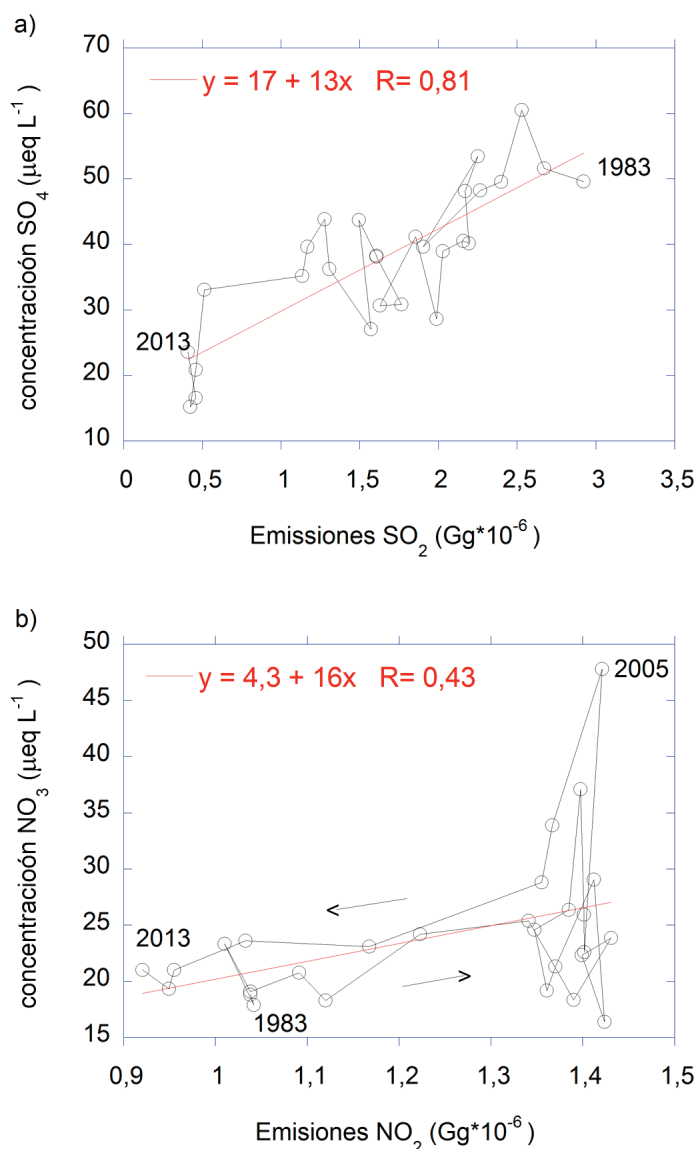 a)
70
60
50
40
30
20
10
concentracioón SO4 (µeq L-1)
y = 17 + 13x R= 0,81
1983
2013
0 0,5 1 1,5 2 2,5 3 3,5
Emissiones SO2 (Gg*10-6 )
b)
50
45
40
35
30
25
20
15
concentracioón NO3 (µeq L-1)
y = 4,3 + 16x R= 0,43
2005
2013
1983
0,9 1 1,1 1,2 1,3 1,4 1,5
Emisiones NO2 (Gg*10-6 )